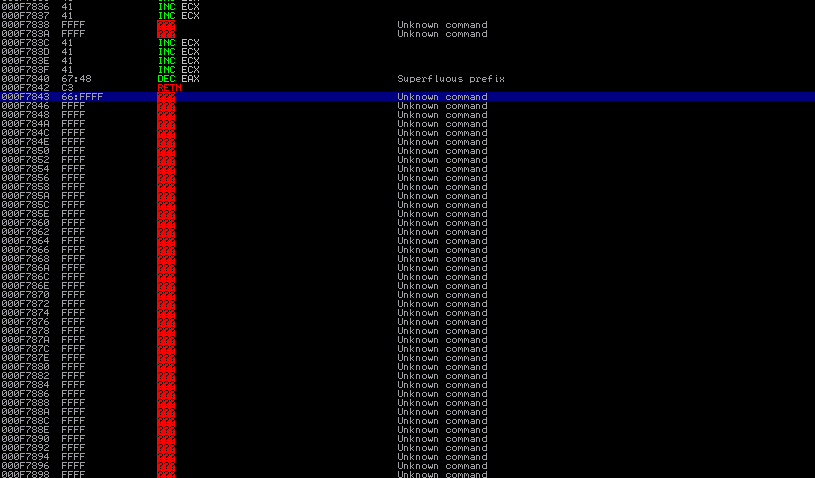 000F7836 41 INC ECX
000F7837 41 INC ECX
000F7838 FFFF ??? Unknown command
000F783A FFFF ??? Unknown command
000F783C 41 INC ECX
000F783D 41 INC ECX
000F783E 41 INC ECX
000F783F 41 INC ECX
000F7840 67:48 DEC EAX Superfluous prefix
000F7842 C3 RETN
000F7843 66:FFFF ??? Unknown command
000F7846 FFFF ??? Unknown command
000F7848 FFFF ??? Unknown command
000F784A FFFF ??? Unknown command
000F784C FFFF ??? Unknown command
000F784E FFFF ??? Unknown command
000F7850 FFFF ??? Unknown command
000F7852 FFFF ??? Unknown command
000F7854 FFFF ??? Unknown command
000F7856 FFFF ??? Unknown command
000F7858 FFFF ??? Unknown command
000F785A FFFF ??? Unknown command
000F785C FFFF ??? Unknown command
000F785E FFFF ??? Unknown command
000F7860 FFFF ??? Unknown command
000F7862 FFFF ??? Unknown command
000F7864 FFFF ??? Unknown command
000F7866 FFFF ??? Unknown command
000F7868 FFFF ??? Unknown command
000F786A FFFF ??? Unknown command
000F786C FFFF ??? Unknown command
000F786E FFFF ??? Unknown command
000F7870 FFFF ??? Unknown command
000F7872 FFFF ??? Unknown command
000F7874 FFFF ??? Unknown command
000F7876 FFFF ??? Unknown command
000F7878 FFFF ??? Unknown command
000F787A FFFF ??? Unknown command
000F787C FFFF ??? Unknown command
000F787E FFFF ??? Unknown command
000F7880 FFFF ??? Unknown command
000F7882 FFFF ??? Unknown command
000F7884 FFFF ??? Unknown command
000F7886 FFFF ??? Unknown command
000F7888 FFFF ??? Unknown command
000F788A FFFF ??? Unknown command
000F788C FFFF ??? Unknown command
000F788E FFFF ??? Unknown command
000F7890 FFFF ??? Unknown command
000F7892 FFFF ??? Unknown command
000F7894 FFFF ??? Unknown command
000F7896 FFFF ??? Unknown command
000F7898 FFFF ??? Unknown command